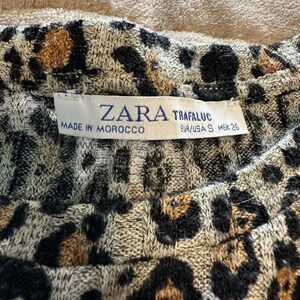 ZARA TRAFALUC
MADE IN MOROCCO EUR/USA S MEX 26